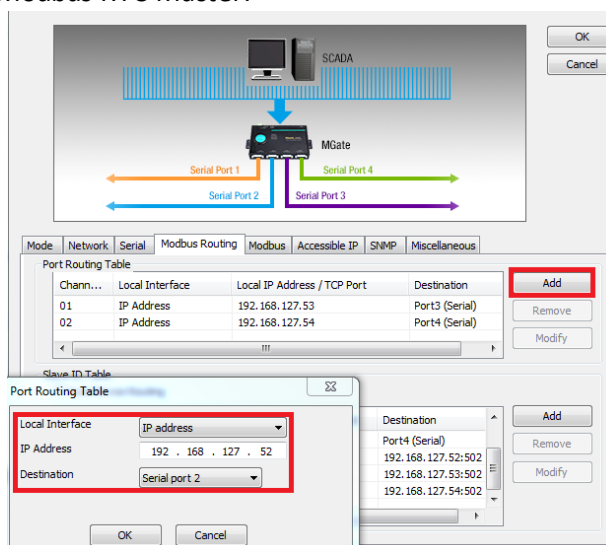 OK
Cancel
SCADA
MGate
Serial Port 1
Serial Port 4
Serial Port 2
Serial Port 3
Mode Network Serial Modbus Routing Modbus Accessible IP SNMP Miscellaneous
Port Routing Table
Chann... Local Interface Local IP Address / TCP Port Destination
01 IP Address 192.168.127.53 Port3 (Serial)
02 IP Address 192.168.127.54 Port4 (Serial)
Add
Remove
Modify
Slave ID Table
Port Routing Table
Local Interface IP address
IP Address 192 . 168 . 127 . 52
Destination Serial port 2
OK Cancel
Destination
Port4 (Serial)
192.168.127.52:502
192.168.127.53:502
192.168.127.54:502
Add
Remove
Modify